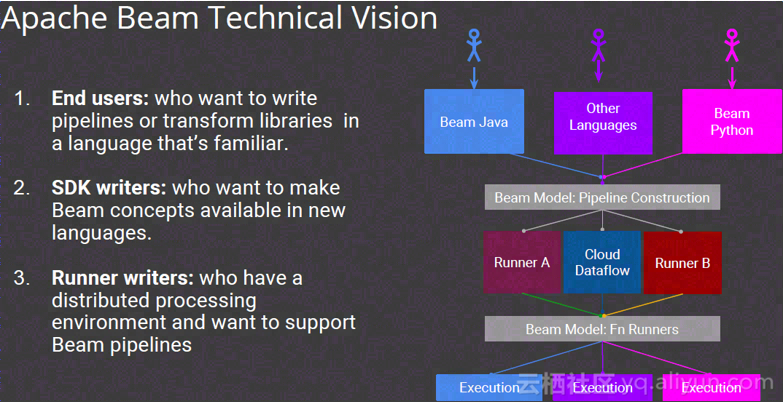 Apache Beam Technical Vision
1. End users: who want to write
pipelines or transform libraries in
a language that's familiar.
2. SDK writers: who want to make
Beam concepts available in new
languages.
3. Runner writers: who have a
distributed processing
environment and want to support
Beam pipelines
Beam Java
Other
Languages
Beam
Python
Beam Model: Pipeline Construction
Runner A
Cloud
Dataflow
Runner B
Beam Model: Fn Runners
Execution
Execution
Execution
云栖社区 yq.aliyun.com